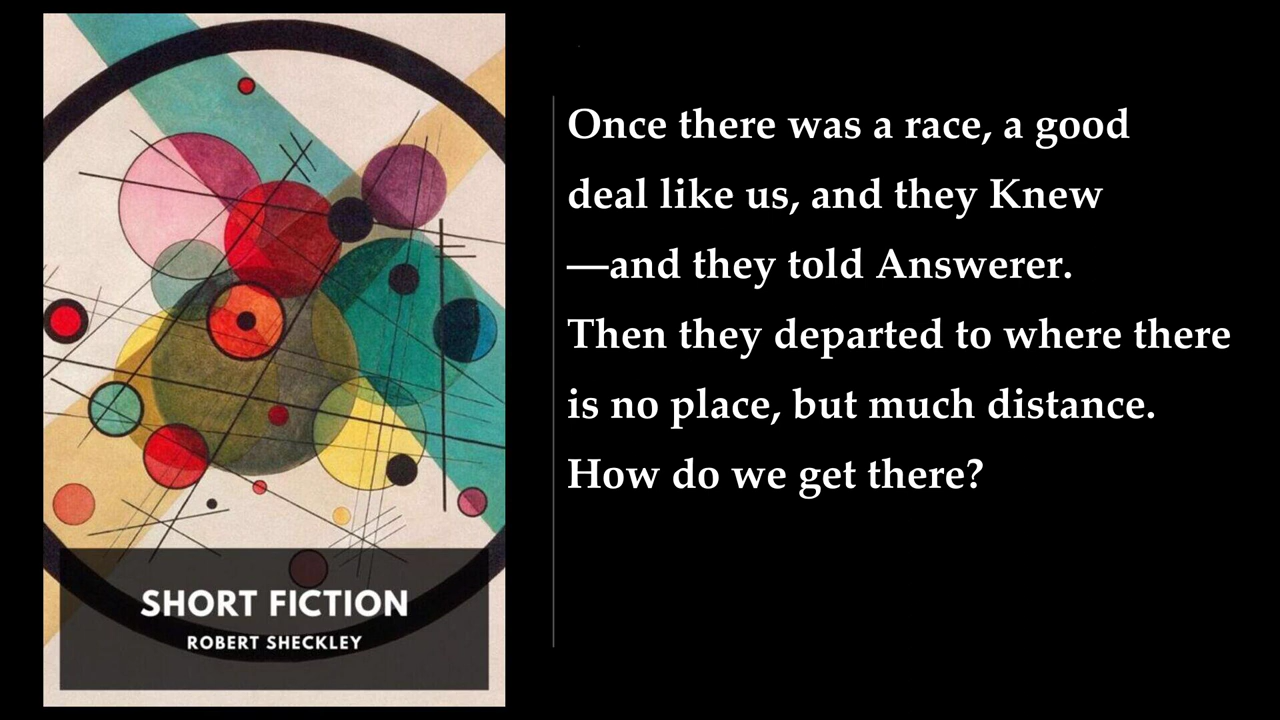 SHORT FICTION
ROBERT SHECKLEY
Once there was a race, a good
deal like us, and they Knew
—and they told Answerer.
Then they departed to where there
is no place, but much distance.
How do we get there?